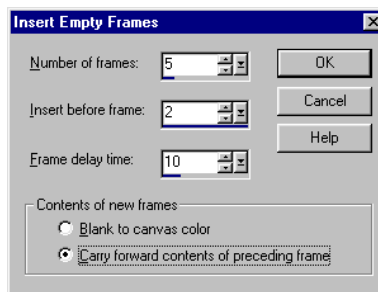 Insert Empty Frames
Number of frames: 5
OK
Insert before frame: 2
Cancel
Help
Frame delay time: 10
Contents of new frames
Blank to canvas color
Carry forward contents of preceding frame